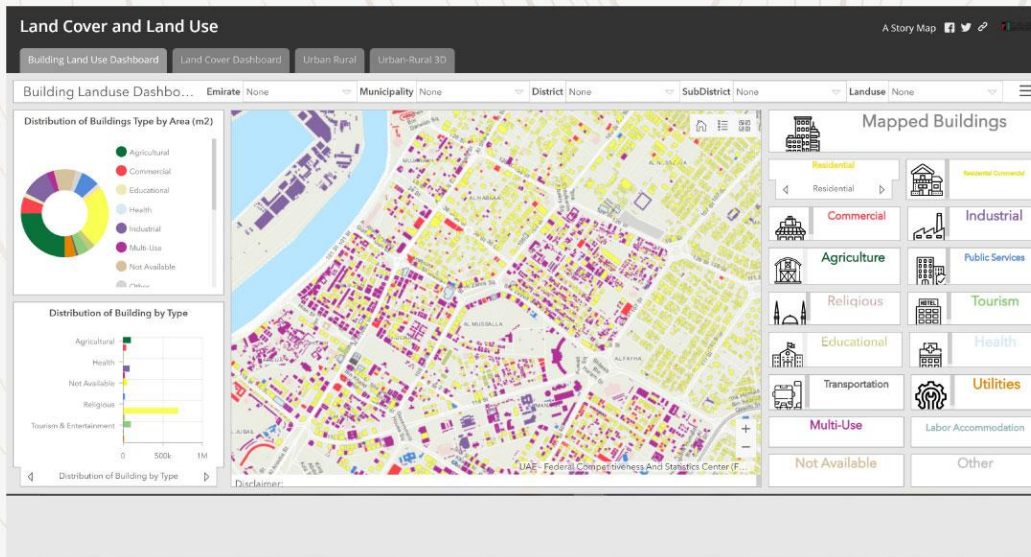 Land Cover and Land Use
A Story Map
Building Land Use Dashboard
Land Cover Dashboard
Urban Rural
Urban-Rural 3D
Building Landuse Dashbo...
Emirate None
Municipality None
District None
SubDistrict None
Landuse None
Distribution of Buildings Type by Area (m2)
Agricultural
Commercial
Educational
Health
Industrial
Multi-Use
Not Available
Other
Distribution of Building by Type
Agricultural
Health
Not Available
Religious
Tourism & Entertainment
0 500k 1M
Distribution of Building by Type
AL MUSSALLA
UAE - Federal Competitiveness And Statistics Center (F...
Disclaimer:
Mapped Buildings
Residential
Residential
Residential Commercial
Commercial
Industrial
Agriculture
Public Services
Religious
Tourism
Educational
Health
Transportation
Utilities
Multi-Use
Labor Accommodation
Not Available
Other